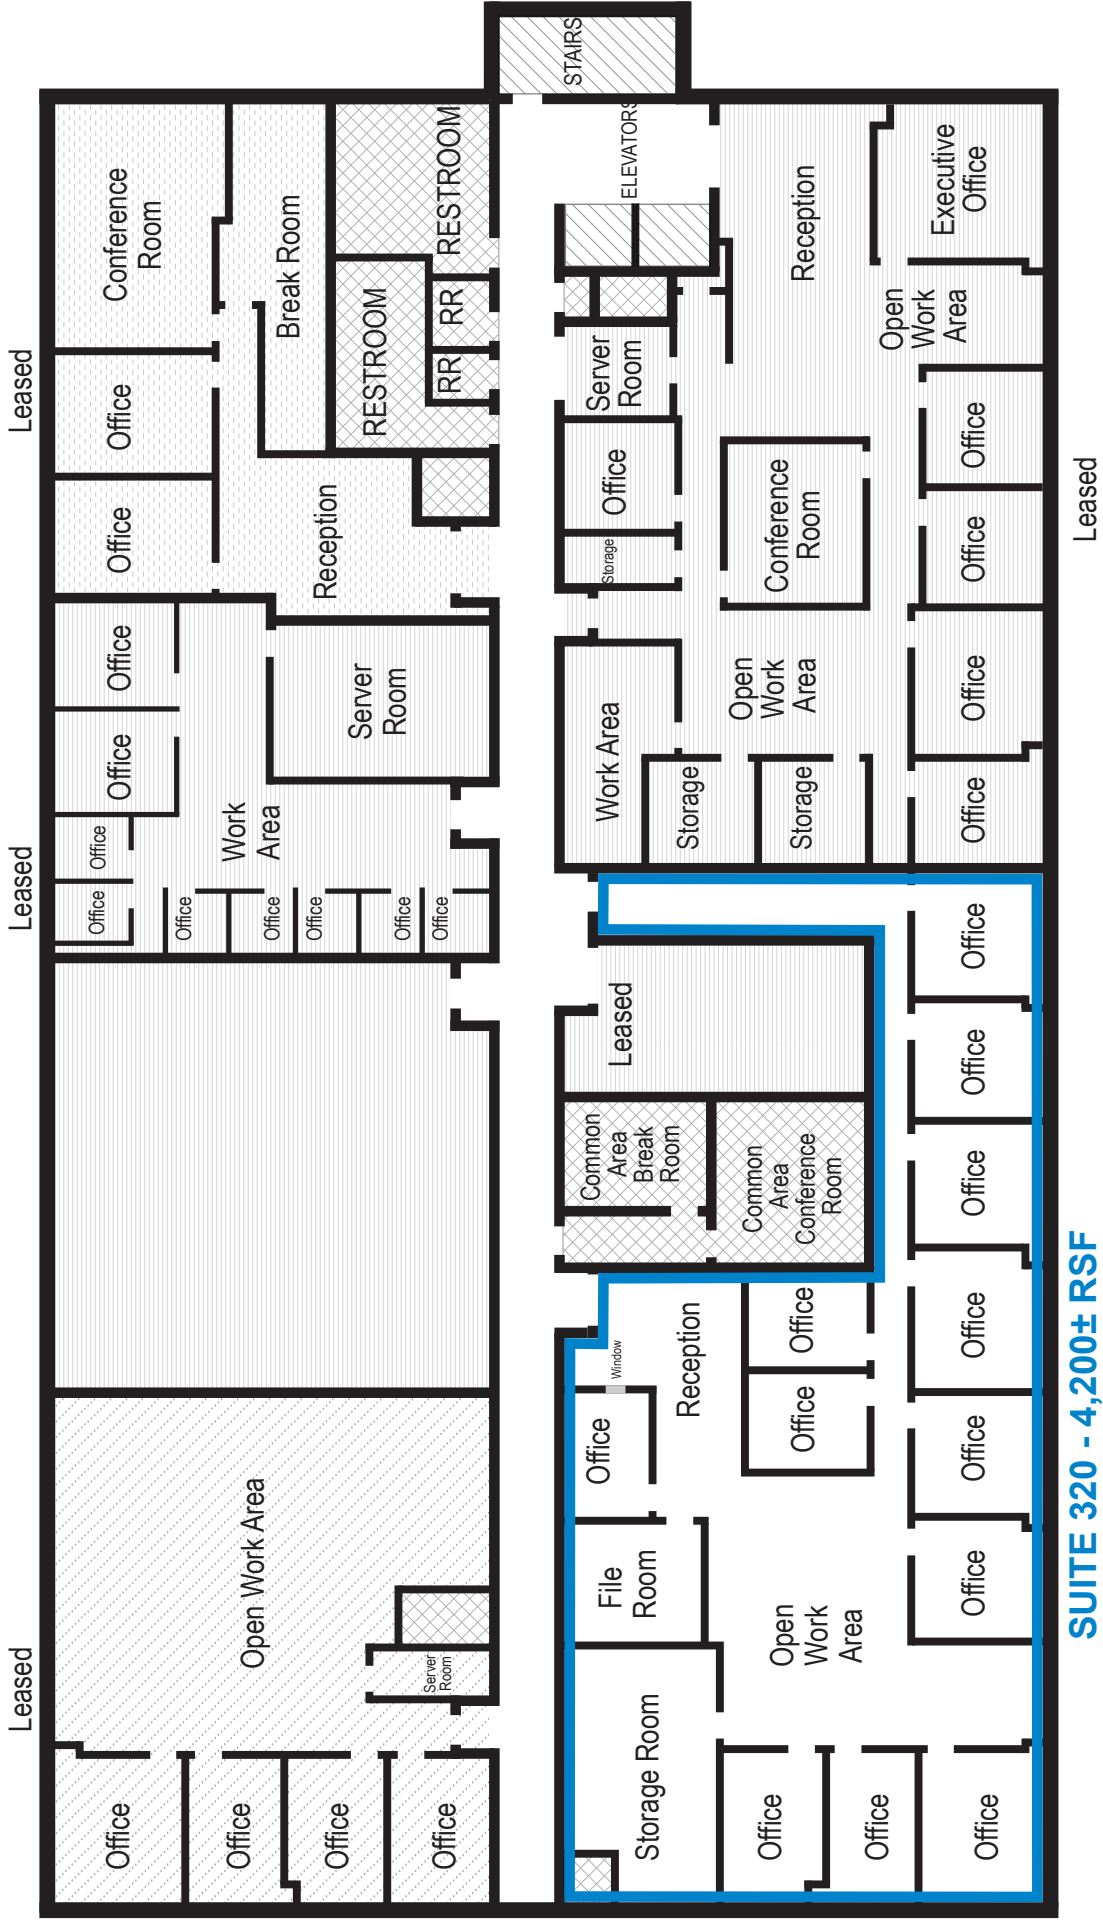 Leased
Office
Office
Office
Office
Open Work Area
Server
Room
Leased
Office
Office
Office
Office
Office
Office
Office
Office
Office
Work
Area
Server
Room
Leased
Office
Office
Conference
Room
Break Room
Reception
RESTROOM
RESTROOM
RR
RR
STAIRS
ELEVATORS
Storage Room
File
Room
Office
Window
Reception
Office
Office
Open
Work
Area
Office
Office
Office
Office
Office
Office
Office
Office
Office
SUITE 320 - 4,200± RSF
Common
Area
Break
Room
Common
Area
Conference
Room
Leased
Work Area
Storage
Storage
Storage
Office
Server
Room
Open
Work
Area
Conference
Room
Reception
Open
Work
Area
Executive
Office
Office
Office
Office
Office
Leased